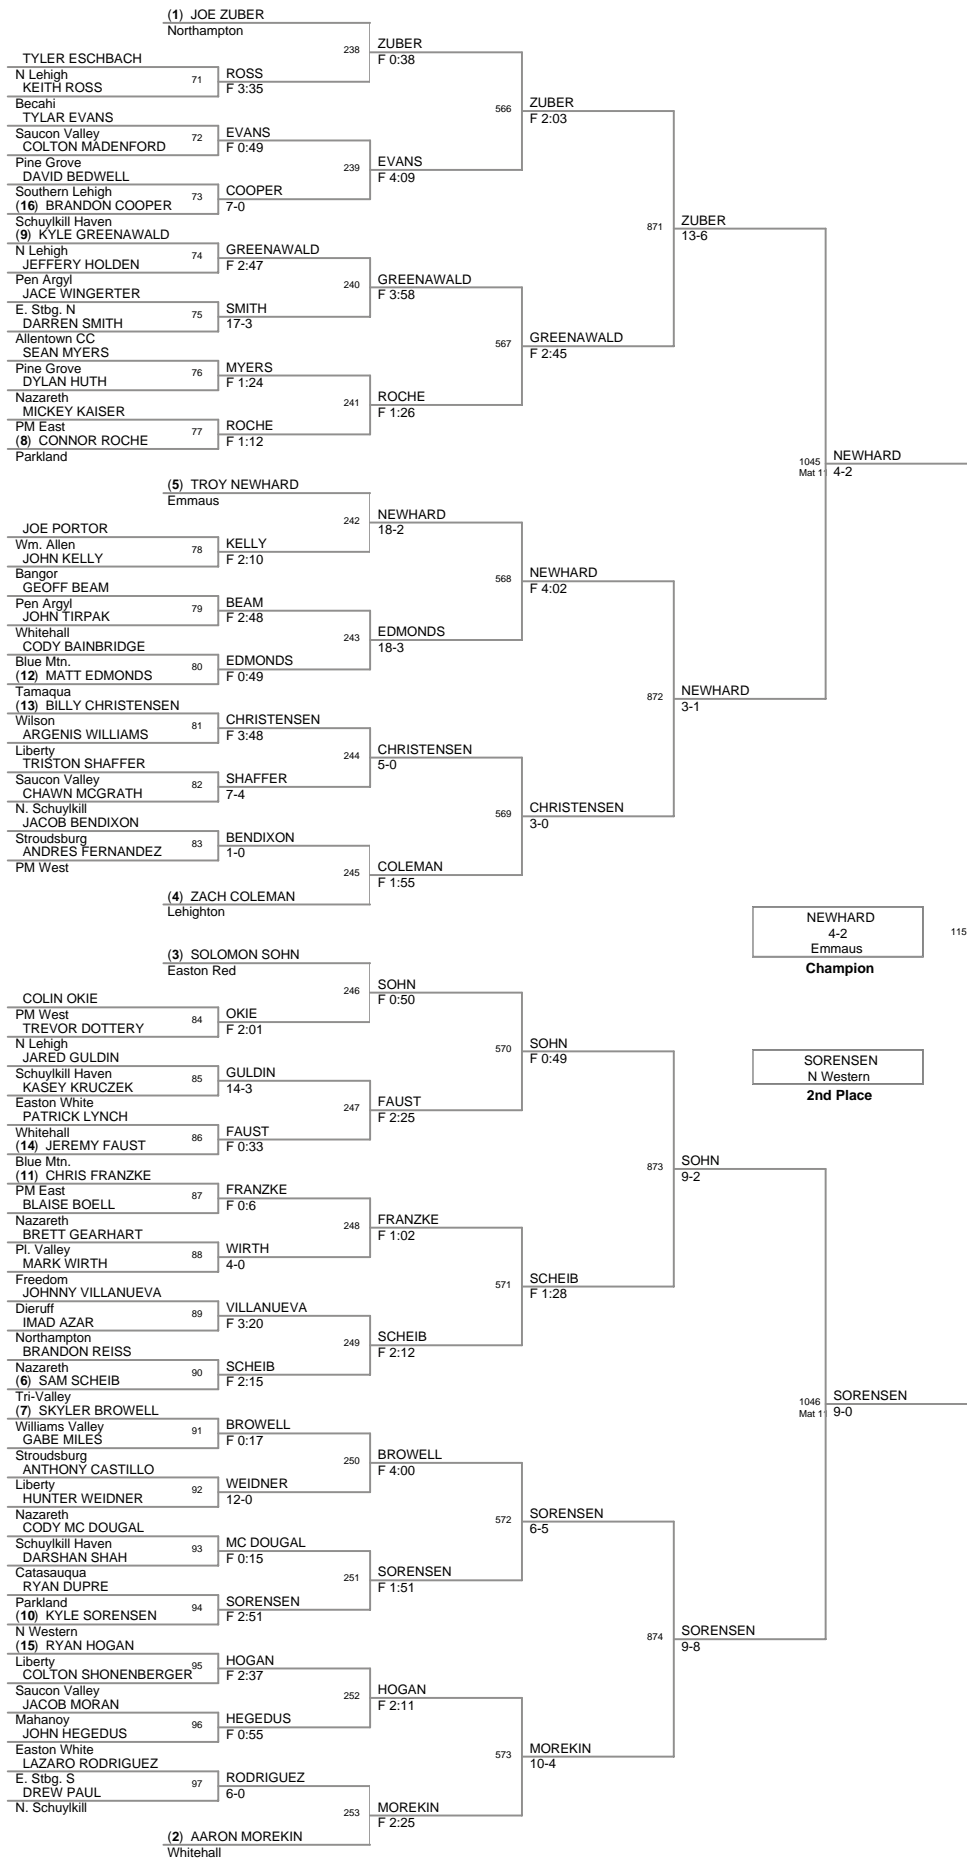 (1) JOE ZUBER
Northampton
238
ZUBER
F 0:38
TYLER ESCHBACH
N Lehigh
71
ROSS
F 3:35
KEITH ROSS
Becahi
566
ZUBER
F 2:03
TYLAR EVANS
Saucon Valley
72
EVANS
F 0:49
COLTON MADENFORD
Pine Grove
239
EVANS
F 4:09
DAVID BEDWELL
Southern Lehigh
73
COOPER
7-0
(16) BRANDON COOPER
Schuylkill Haven
871
ZUBER
13-6
(9) KYLE GREENAWALD
N Lehigh
74
GREENAWALD
F 2:47
JEFFERY HOLDEN
Pen Argyl
240
GREENAWALD
F 3:58
JACE WINGERTER
E. Stbg. N
75
SMITH
17-3
DARREN SMITH
Allentown CC
567
GREENAWALD
F 2:45
SEAN MYERS
Pine Grove
76
MYERS
F 1:24
DYLAN HUTH
Nazareth
241
ROCHE
F 1:26
MICKEY KAISER
PM East
77
ROCHE
F 1:12
(8) CONNOR ROCHE
Parkland
1045
Mat 1
NEWHARD
4-2
(5) TROY NEWHARD
Emmaus
242
NEWHARD
18-2
JOE PORTOR
Wm. Allen
78
KELLY
F 2:10
JOHN KELLY
Bangor
568
NEWHARD
F 4:02
GEOFF BEAM
Pen Argyl
79
BEAM
F 2:48
JOHN TIRPAK
Whitehall
243
EDMONDS
18-3
CODY BAINBRIDGE
Blue Mtn.
80
EDMONDS
F 0:49
(12) MATT EDMONDS
Tamaqua
872
NEWHARD
3-1
(13) BILLY CHRISTENSEN
Wilson
81
CHRISTENSEN
F 3:48
ARGENIS WILLIAMS
Liberty
244
CHRISTENSEN
5-0
TRISTON SHAFFER
Saucon Valley
82
SHAFFER
7-4
CHAWN MCGRATH
N. Schuylkill
569
CHRISTENSEN
3-0
JACOB BENDIXON
Stroudsburg
83
BENDIXON
1-0
ANDRES FERNANDEZ
PM West
245
COLEMAN
F 1:55
(4) ZACH COLEMAN
Lehighton
NEWHARD
4-2
Emmaus
Champion
115
(3) SOLOMON SOHN
Easton Red
246
SOHN
F 0:50
COLIN OKIE
PM West
84
OKIE
F 2:01
TREVOR DOTTERY
N Lehigh
570
SOHN
F 0:49
SORENSEN
N Western
2nd Place
JARED GULDIN
Schuylkill Haven
85
GULDIN
14-3
KASEY KRUCZEK
Easton White
247
FAUST
F 2:25
PATRICK LYNCH
Whitehall
86
FAUST
F 0:33
(14) JEREMY FAUST
Blue Mtn.
873
SOHN
9-2
(11) CHRIS FRANZKE
PM East
87
FRANZKE
F 0:6
BLAISE BOELL
Nazareth
248
FRANZKE
F 1:02
BRETT GEARHART
Pl. Valley
88
WIRTH
4-0
MARK WIRTH
Freedom
571
SCHEIB
F 1:28
JOHNNY VILLANUEVA
Dieruff
89
VILLANUEVA
F 3:20
IMAD AZAR
Northampton
249
SCHEIB
F 2:12
BRANDON REISS
Nazareth
90
SCHEIB
F 2:15
(6) SAM SCHEIB
Tri-Valley
1046
Mat 1
SORENSEN
9-0
(7) SKYLER BROWELL
Williams Valley
91
BROWELL
F 0:17
GABE MILES
Stroudsburg
250
BROWELL
F 4:00
ANTHONY CASTILLO
Liberty
92
WEIDNER
12-0
HUNTER WEIDNER
Nazareth
572
SORENSEN
6-5
CODY MC DOUGAL
Schuylkill Haven
93
MC DOUGAL
F 0:15
DARSHAN SHAH
Catasauqua
251
SORENSEN
F 1:51
RYAN DUPRE
Parkland
94
SORENSEN
F 2:51
(10) KYLE SORENSEN
N Western
874
SORENSEN
9-8
(15) RYAN HOGAN
Liberty
95
HOGAN
F 2:37
COLTON SHONENBERGER
Saucon Valley
252
HOGAN
F 2:11
JACOB MORAN
Mahanoy
96
HEGEDUS
F 0:55
JOHN HEGEDUS
Easton White
573
MOREKIN
10-4
LAZARO RODRIGUEZ
E. Stbg. S
97
RODRIGUEZ
6-0
DREW PAUL
N. Schuylkill
253
MOREKIN
F 2:25
(2) AARON MOREKIN
Whitehall